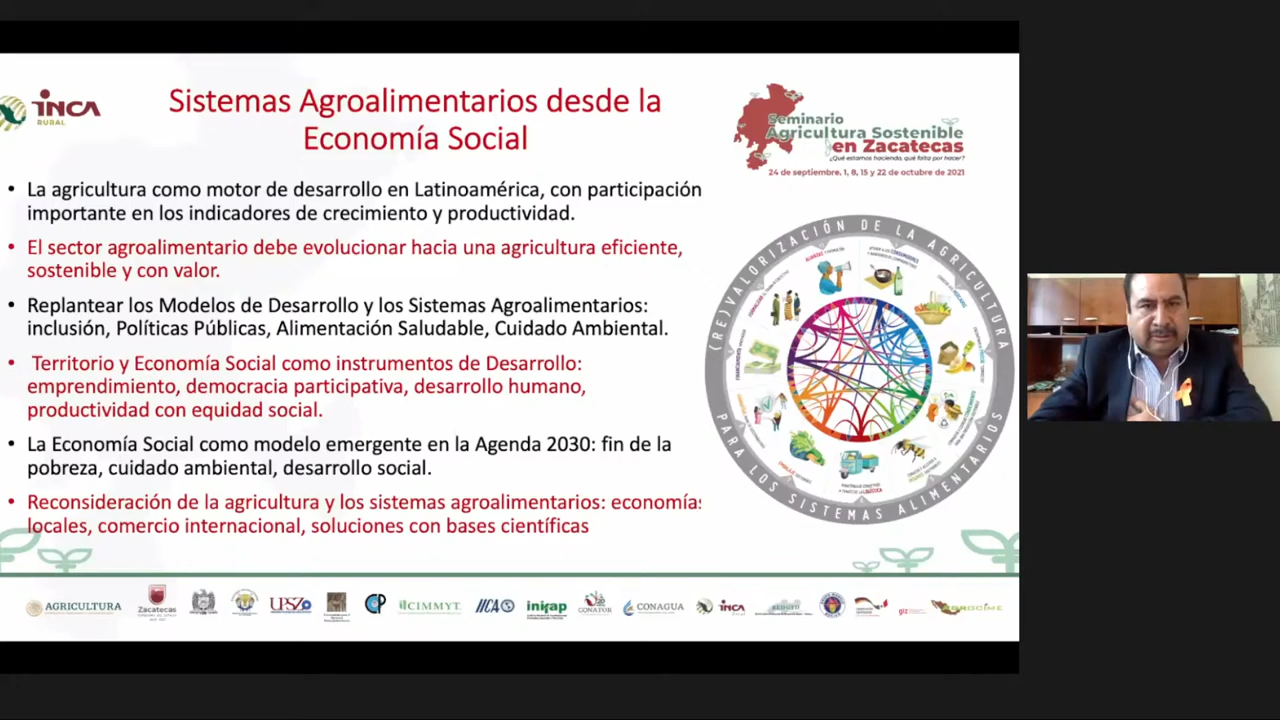 INCA
RURAL
Sistemas Agroalimentarios desde la
Economía Social
Seminario
Agricultura Sostenible
en Zacatecas
¿Qué estamos haciendo, qué falta por hacer?
24 de septiembre, 1, 8, 15 y 22 de octubre de 2021
• La agricultura como motor de desarrollo en Latinoamérica, con participación
importante en los indicadores de crecimiento y productividad.
• El sector agroalimentario debe evolucionar hacia una agricultura eficiente,
sostenible y con valor.
• Replantear los Modelos de Desarrollo y los Sistemas Agroalimentarios:
inclusión, Políticas Públicas, Alimentación Saludable, Cuidado Ambiental.
• Territorio y Economía Social como instrumentos de Desarrollo:
emprendimiento, democracia participativa, desarrollo humano,
productividad con equidad social.
• La Economía Social como modelo emergente en la Agenda 2030: fin de la
pobreza, cuidado ambiental, desarrollo social.
• Reconsideración de la agricultura y los sistemas agroalimentarios: economías
locales, comercio internacional, soluciones con bases científicas
(RE)VALORIZACIÓN DE LA AGRICULTURA
PARA LOS SISTEMAS ALIMENTARIOS
AGRICULTURA
Zacatecas
UPSZ
CP
CIMMYT
IICA
inifap
CONAZA
CONAGUA
INCA
giz